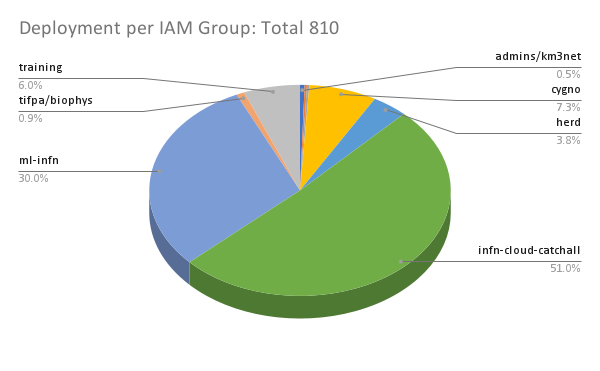 Deployment per IAM Group: Total 810
admins/km3net
0.5%
training
6.0%
cygno
7.3%
tifpa/biophys
0.9%
herd
3.8%
ml-infn
30.0%
infn-cloud-catchall
51.0%